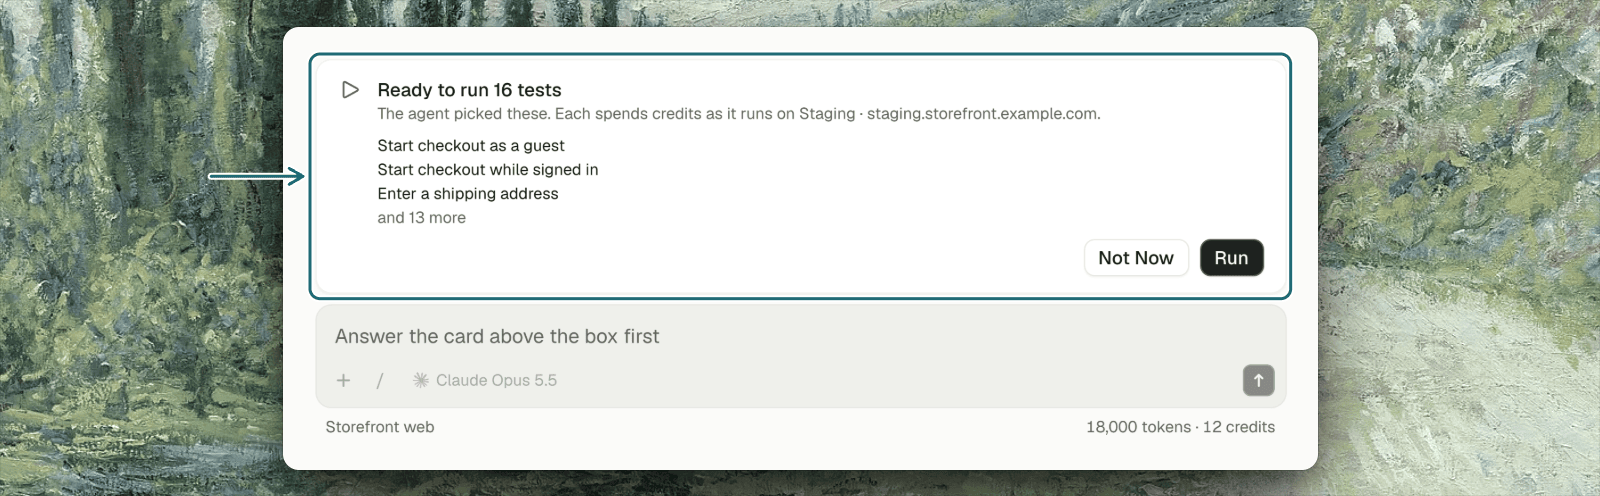 Ready to run 16 tests
The agent picked these. Each spends credits as it runs on Staging · staging.storefront.example.com.
Start checkout as a guest
Start checkout while signed in
Enter a shipping address
and 13 more
Not Now
Run
Answer the card above the box first
+ / Claude Opus 5.5
Storefront web
18,000 tokens · 12 credits